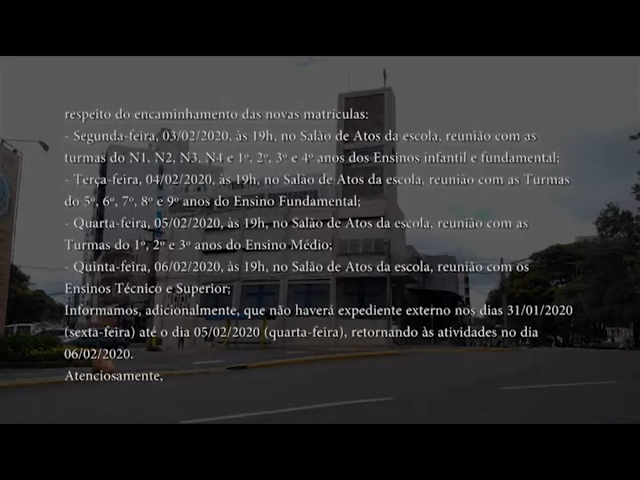 respeito do encaminhamento das novas matriculas:
- Segunda-feira, 03/02/2020, às 19h, no Salão de Atos da escola, reunião com as
turmas do N1, N2, N3, N4 e 1º, 2º, 3º e 4º anos dos Ensinos infantil e fundamental;
- Terça-feira, 04/02/2020, às 19h, no Salão de Atos da escola, reunião com as Turmas
do 5º, 6º, 7º, 8º e 9º anos do Ensino Fundamental;
- Quarta-feira, 05/02/2020, às 19h, no Salão de Atos da escola, reunião com as
Turmas do 1º, 2º e 3º anos do Ensino Médio;
- Quinta-feira, 06/02/2020, às 19h, no Salão de Atos da escola, reunião com os
Ensinos Técnico e Superior;
Informamos, adicionalmente, que não haverá expediente externo nos dias 31/01/2020
(sexta-feira) até o dia 05/02/2020 (quarta-feira), retornando às atividades no dia
06/02/2020.
Atenciosamente,